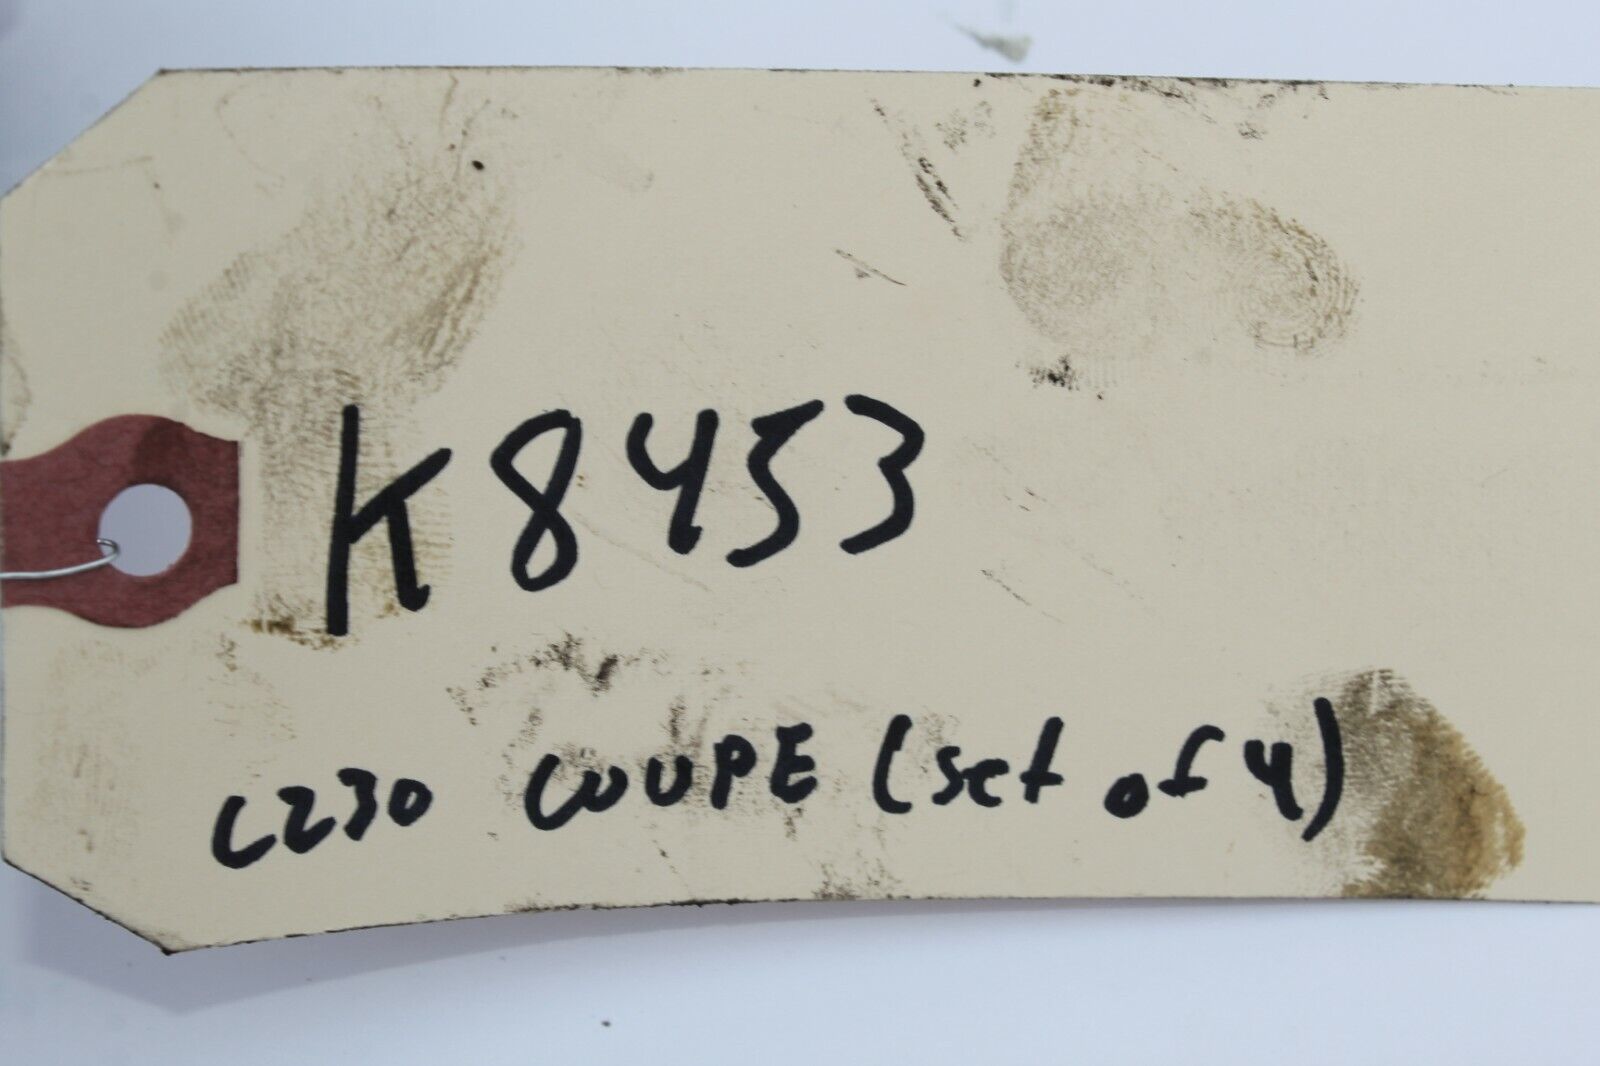 K8453
C230 COUPE (set of 4)